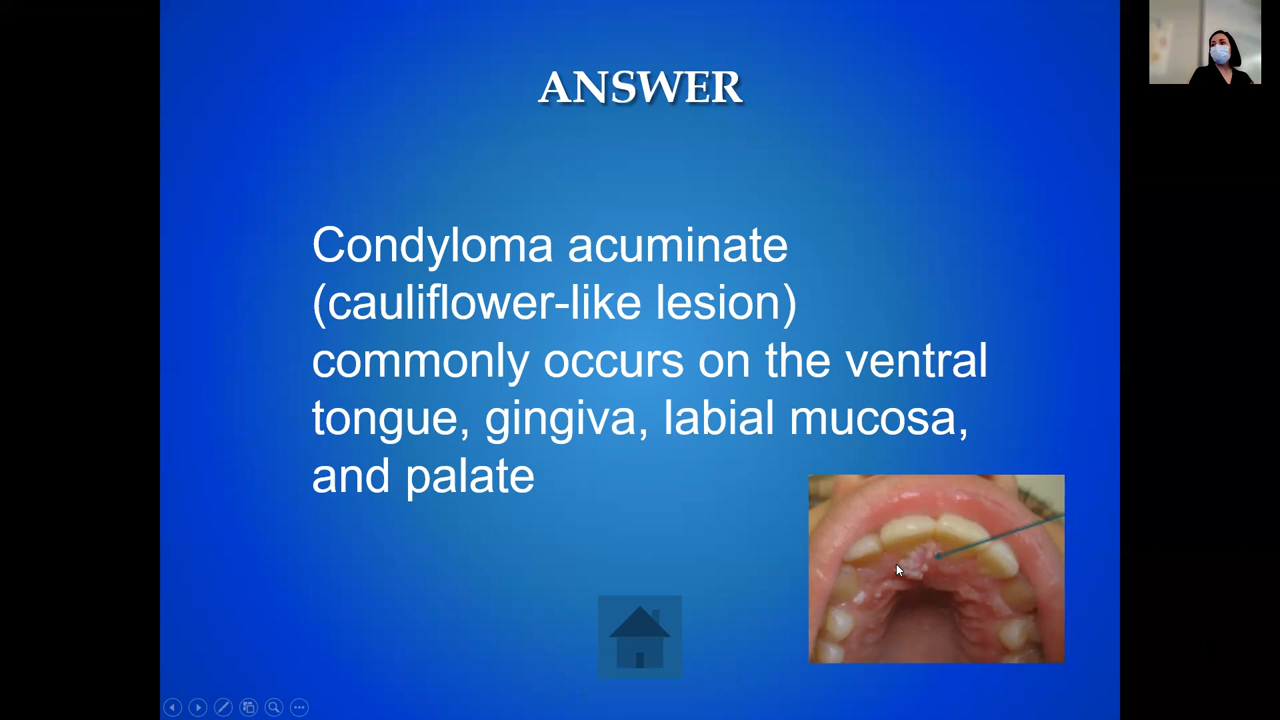 ANSWER
Condyloma acuminate
(cauliflower-like lesion)
commonly occurs on the ventral
tongue, gingiva, labial mucosa,
and palate